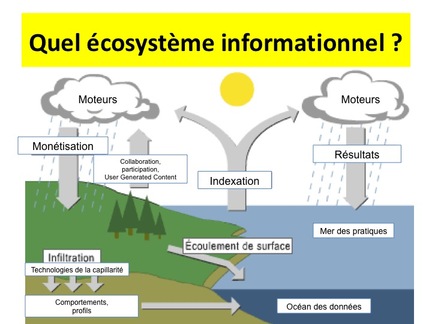 Quel écosystème informationnel ?
Moteurs
Moteurs
Monétisation
Collaboration,
participation,
User Generated Content
Indexation
Résultats
Mer des pratiques
Écoulement de surface
Infiltration
Technologies de la capillarité
Comportements,
profils
Océan des données